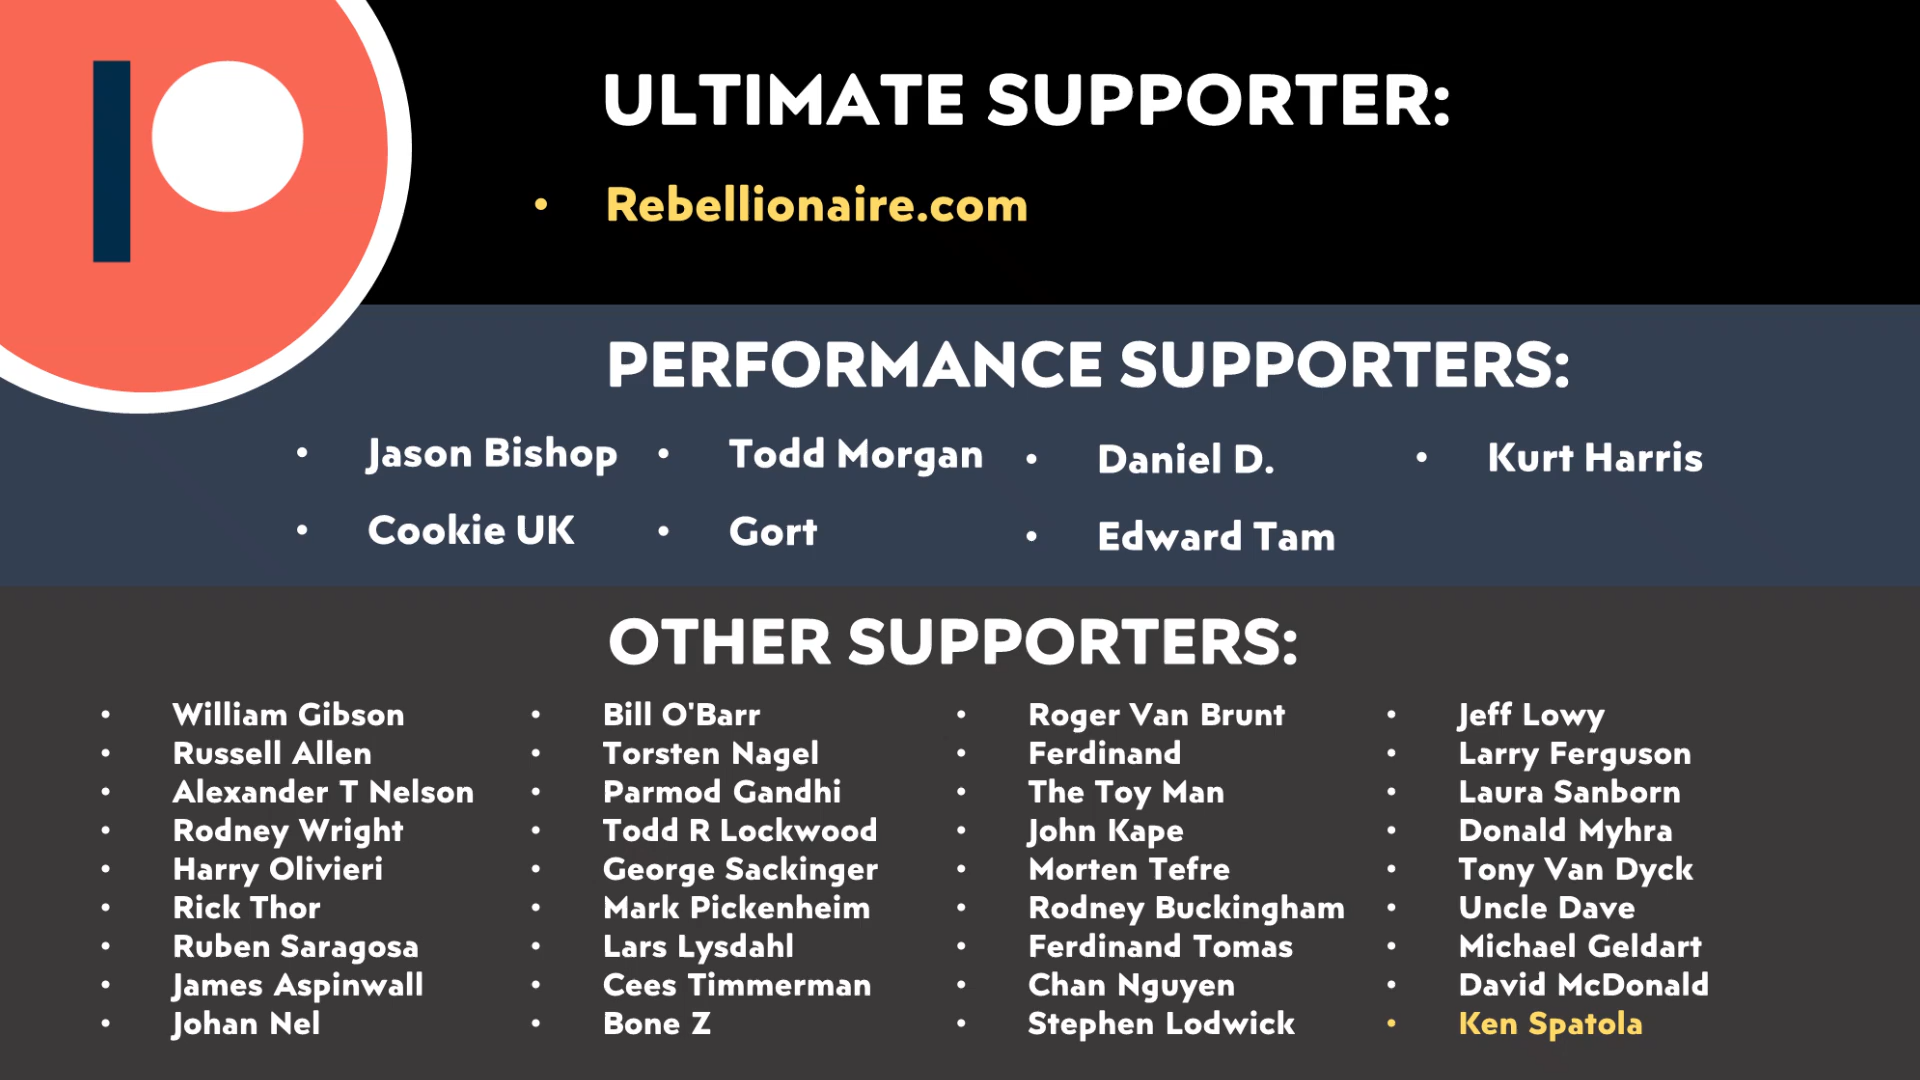 ULTIMATE SUPPORTER:
• Rebellionaire.com
PERFORMANCE SUPPORTERS:
• Jason Bishop
• Cookie UK
• Todd Morgan
• Gort
• Daniel D.
• Edward Tam
• Kurt Harris
OTHER SUPPORTERS:
• William Gibson
• Russell Allen
• Alexander T Nelson
• Rodney Wright
• Harry Olivieri
• Rick Thor
• Ruben Saragosa
• James Aspinwall
• Johan Nel
• Bill O'Barr
• Torsten Nagel
• Parmod Gandhi
• Todd R Lockwood
• George Sackinger
• Mark Pickenheim
• Lars Lysdahl
• Cees Timmerman
• Bone Z
• Roger Van Brunt
• Ferdinand
• The Toy Man
• John Kape
• Morten Tefre
• Rodney Buckingham
• Ferdinand Tomas
• Chan Nguyen
• Stephen Lodwick
• Jeff Lowy
• Larry Ferguson
• Laura Sanborn
• Donald Myhra
• Tony Van Dyck
• Uncle Dave
• Michael Geldart
• David McDonald
• Ken Spatola